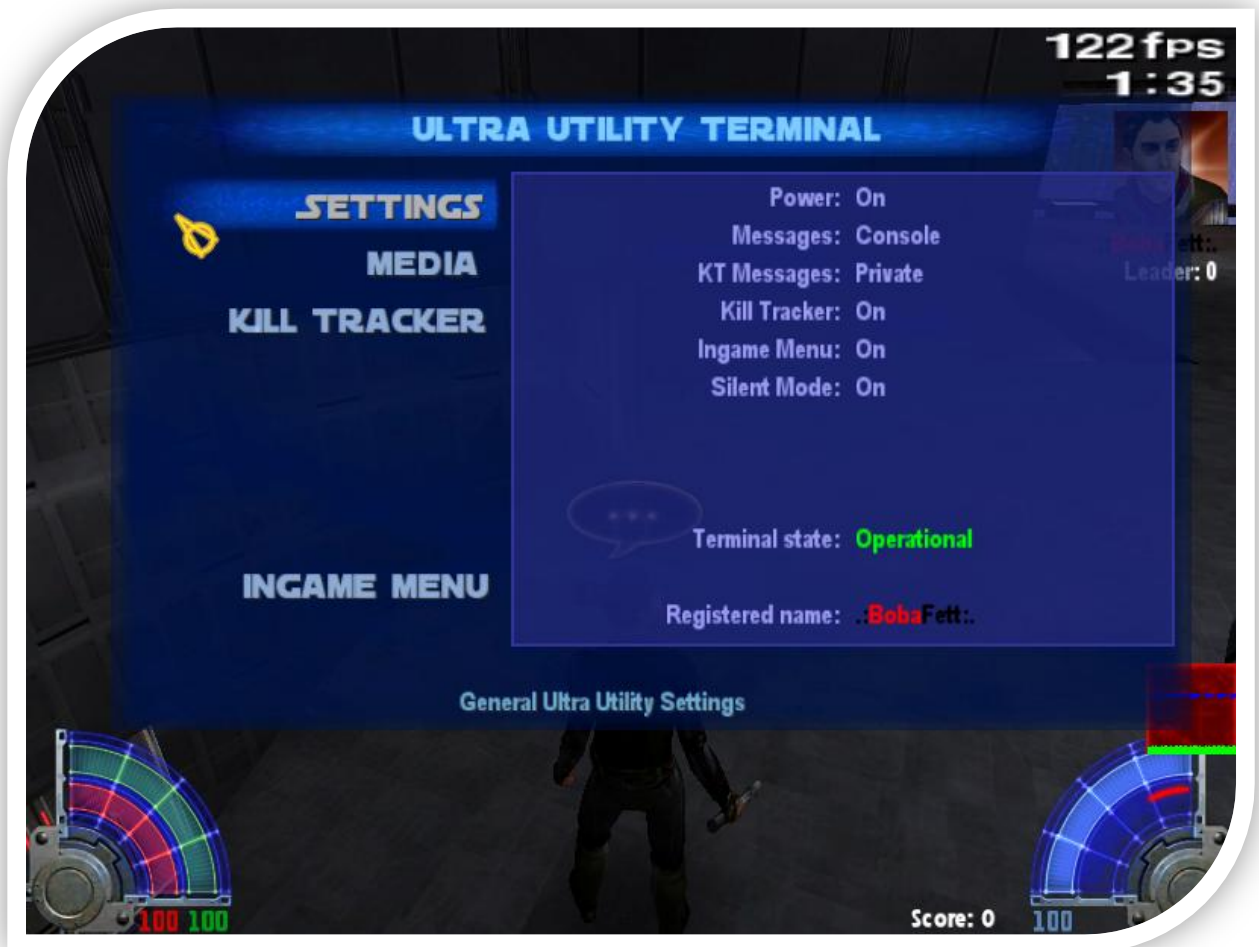 122fps
1:35
ULTRA UTILITY TERMINAL
SETTINGS
MEDIA
KILL TRACKER
INGAME MENU
Power: On
Messages: Console
KT Messages: Private
Kill Tracker: On
Ingame Menu: On
Silent Mode: On
Terminal state: Operational
Registered name: .:BobaFett:.
General Ultra Utility Settings
BobaFett:.
Leader: 0
100 100
Score: 0
100